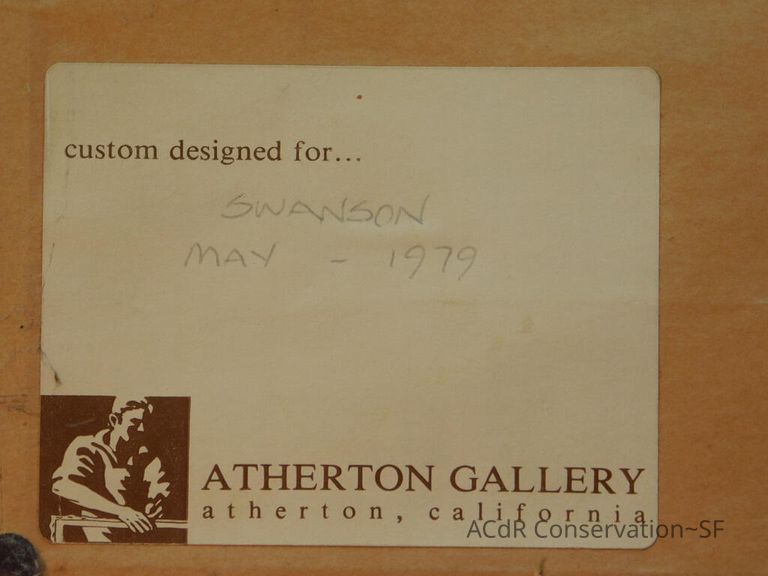 custom designed for...
SWANSON
MAY - 1979
ATHERTON GALLERY
atherton, california
ACdR Conservation~SF